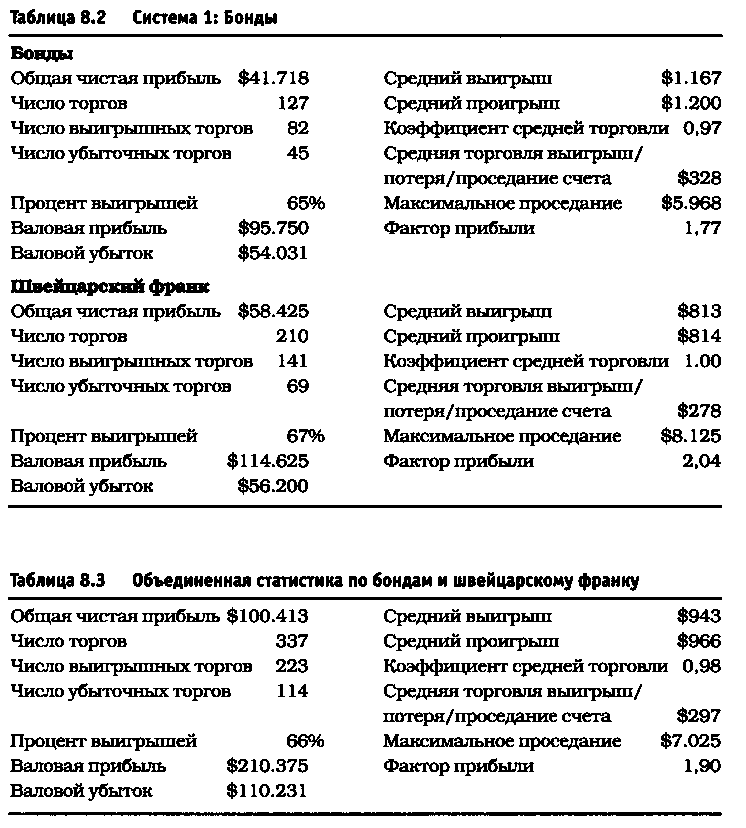 Таблица 8.2 Система 1: Бонды
Бонды
Общая чистая прибыль $41.718 Средний выигрыш $1.167
Число торгов 127 Средний проигрыш $1.200
Число выигрышных торгов 82 Коэффициент средней торговли 0,97
Число убыточных торгов 45 Средняя торговля выигрыш/
потеря/проседание счета $328
Процент выигрышей 65% Максимальное проседание $5.968
Валовая прибыль $95.750 Фактор прибыли 1,77
Валовой убыток $54.031
Швейцарский франк
Общая чистая прибыль $58.425 Средний выигрыш $813
Число торгов 210 Средний проигрыш $814
Число выигрышных торгов 141 Коэффициент средней торговли 1.00
Число убыточных торгов 69 Средняя торговля выигрыш/
потеря/проседание счета $278
Процент выигрышей 67% Максимальное проседание $8.125
Валовая прибыль $114.625 Фактор прибыли 2,04
Валовой убыток $56.200
Таблица 8.3 Объединенная статистика по бондам и швейцарскому франку
Общая чистая прибыль $100.413 Средний выигрыш $943
Число торгов 337 Средний проигрыш $966
Число выигрышных торгов 223 Коэффициент средней торговли 0,98
Число убыточных торгов 114 Средняя торговля выигрыш/
потеря/проседание счета $297
Процент выигрышей 66% Максимальное проседание $7.025
Валовая прибыль $210.375 Фактор прибыли 1,90
Валовой убыток $110.231